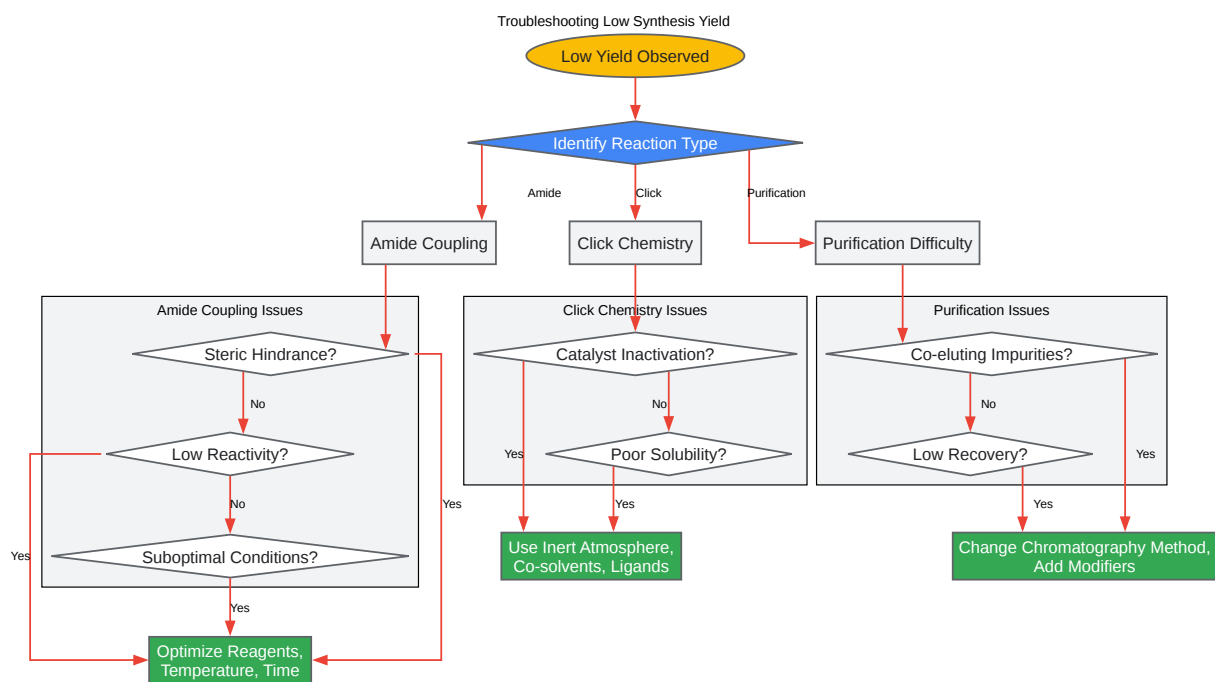 Troubleshooting Low Synthesis Yield
Low Yield Observed
Identify Reaction Type
Amide
Click
Purification
Amide Coupling
Click Chemistry
Purification Difficulty
Amide Coupling Issues
Click Chemistry Issues
Purification Issues
Steric Hindrance?
Catalyst Inactivation?
Co-eluting Impurities?
No
No
No
Low Reactivity?
Poor Solubility?
Low Recovery?
Yes
Yes
No
Yes
Yes
Yes
Yes
Suboptimal Conditions?
Use Inert Atmosphere,
Co-solvents, Ligands
Change Chromatography Method,
Add Modifiers
Yes
Optimize Reagents,
Temperature, Time